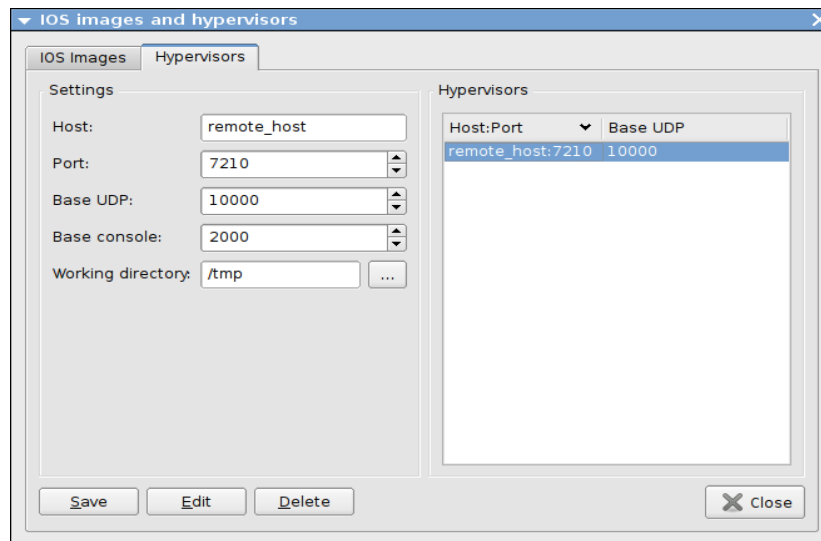 IOS images and hypervisors
IOS Images Hypervisors
Settings
Host: remote_host
Port: 7210
Base UDP: 10000
Base console: 2000
Working directory: /tmp ...
Hypervisors
Host:Port Base UDP
remote_host:7210 10000
Save Edit Delete Close